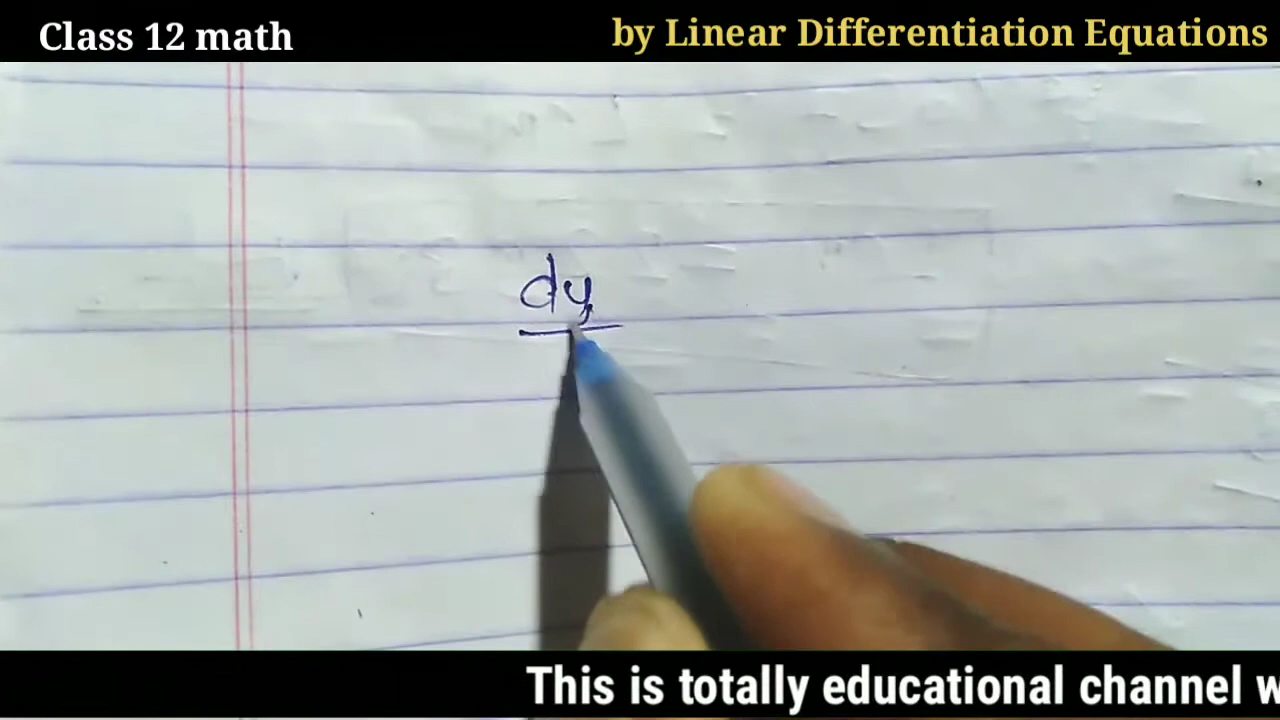 Class 12 math
by Linear Differentiation Equations
dy
This is totally educational channel w